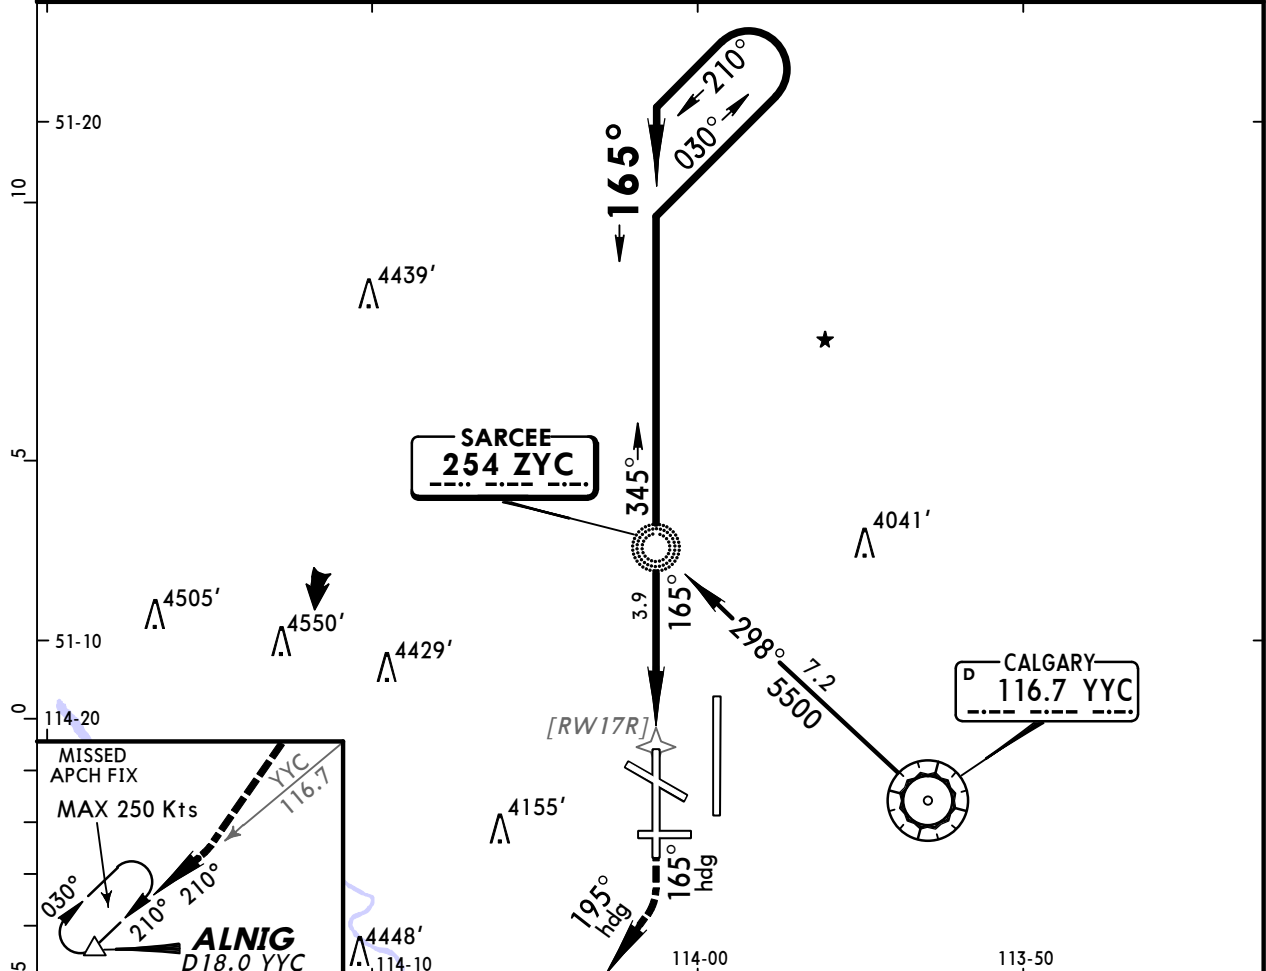 210°
030°
51-20
165°
10
4439'
SARCEE
254 ZYC
345°
5
4041'
4505'
4550'
4429'
3.9
165°
51-10
298°
7.2
5500
CALGARY
D 116.7 YYC
0
114-20
[RW17R]
MISSED
APCH FIX
MAX 250 Kts
YYC
116.7
4155'
030°
210°
210°
165°
hdg
195°
hdg
ALNIG
D18.0 YYC
4448'
114-10
114-00
113-50
5